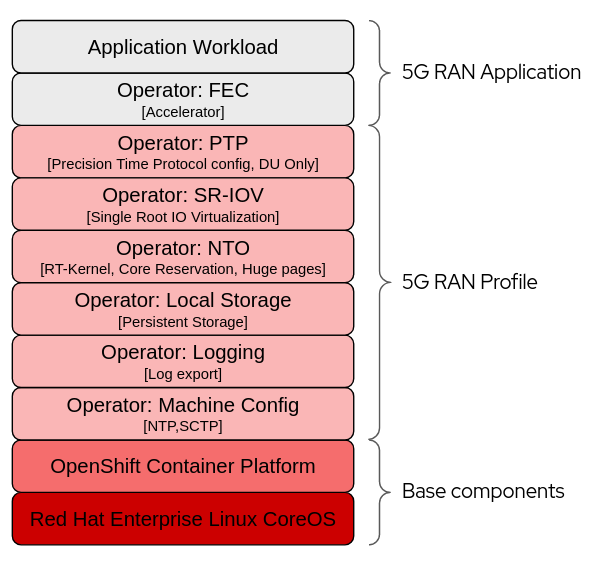 Application Workload
Operator: FEC
[Accelerator]
5G RAN Application
Operator: PTP
[Precision Time Protocol config, DU Only]
Operator: SR-IOV
[Single Root IO Virtualization]
Operator: NTO
[RT-Kernel, Core Reservation, Huge pages]
Operator: Local Storage
[Persistent Storage]
Operator: Logging
[Log export]
Operator: Machine Config
[NTP,SCTP]
5G RAN Profile
OpenShift Container Platform
Red Hat Enterprise Linux CoreOS
Base components